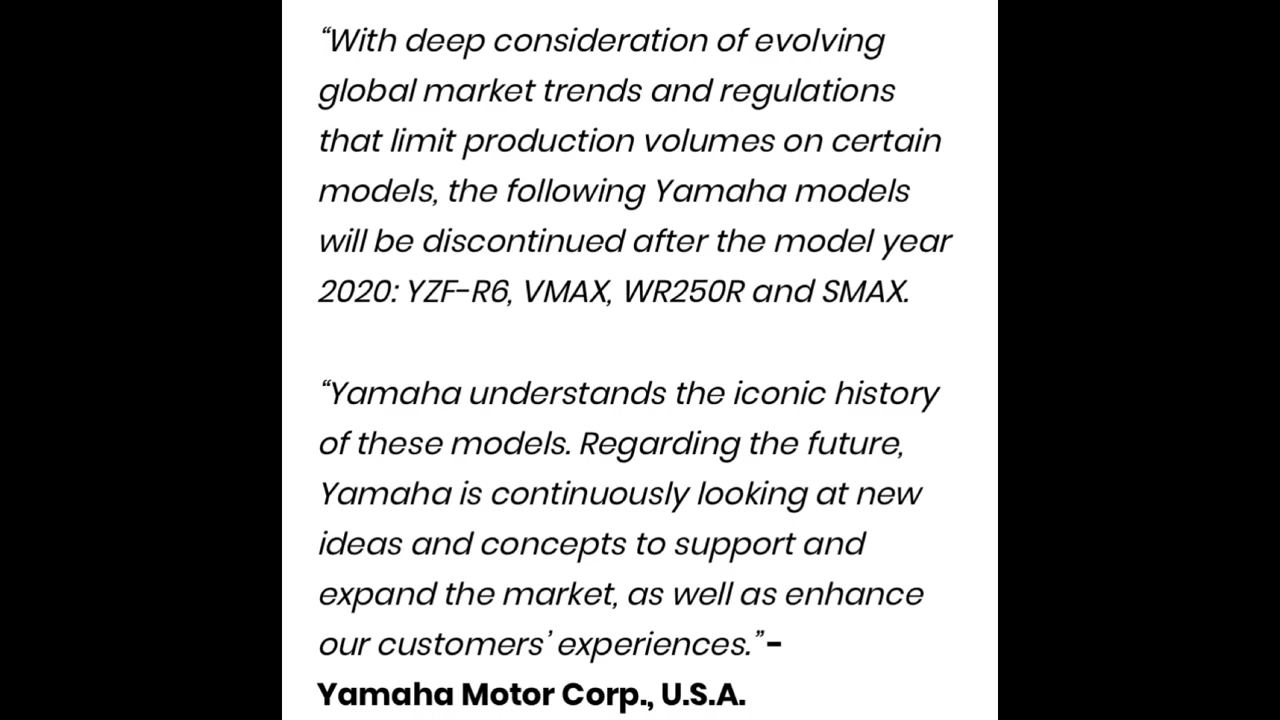 “With deep consideration of evolving
global market trends and regulations
that limit production volumes on certain
models, the following Yamaha models
will be discontinued after the model year
2020: YZF-R6, VMAX, WR250R and SMAX.
“Yamaha understands the iconic history
of these models. Regarding the future,
Yamaha is continuously looking at new
ideas and concepts to support and
expand the market, as well as enhance
our customers’ experiences.” –
Yamaha Motor Corp., U.S.A.